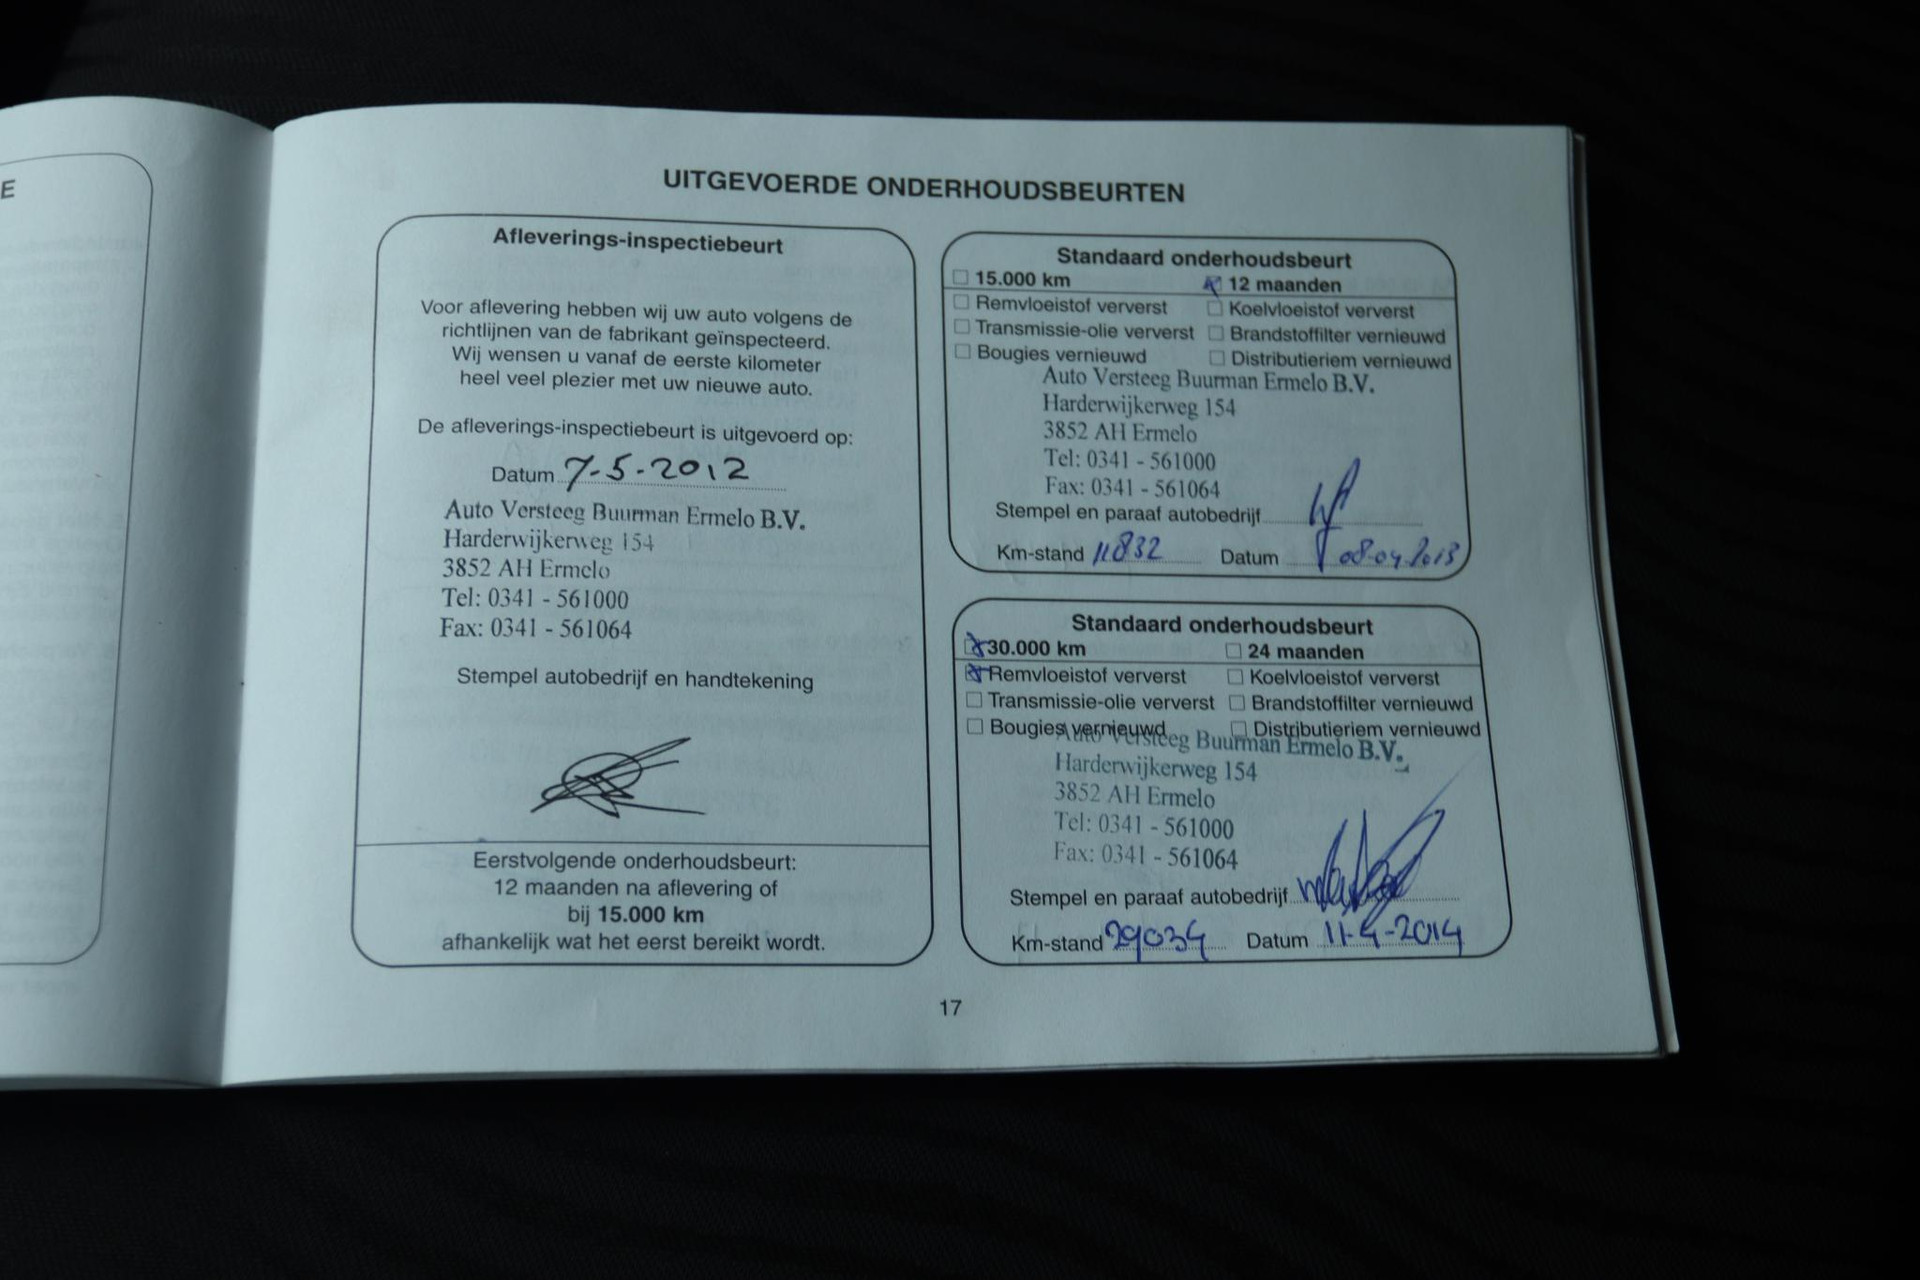 E
UITGEVOERDE ONDERHOUDSBEURTEN
Afleverings-inspectiebeurt
Voor aflevering hebben wij uw auto volgens de
richtlijnen van de fabrikant geïnspecteerd.
Wij wensen u vanaf de eerste kilometer
heel veel plezier met uw nieuwe auto.
De afleverings-inspectiebeurt is uitgevoerd op:
Datum 7-5-2012
Auto Versteeg Buurman Ermelo B.V.
Harderwijkerweg 154
3852 AH Ermelo
Tel: 0341 - 561000
Fax: 0341 - 561064
Stempel autobedrijf en handtekening
Eerstvolgende onderhoudsbeurt:
12 maanden na aflevering of
bij 15.000 km
afhankelijk wat het eerst bereikt wordt.
Standaard onderhoudsbeurt
15.000 km 12 maanden
Remvloeistof ververst Koelvloeistof ververst
Transmissie-olie ververst Brandstoffilter vernieuwd
Bougies vernieuwd Distributieriem vernieuwd
Auto Versteeg Buurman Ermelo B.V.
Harderwijkerweg 154
3852 AH Ermelo
Tel: 0341 - 561000
Fax: 0341 - 561064
Stempel en paraaf autobedrijf
Km-stand 11832 Datum 08-04-2013
Standaard onderhoudsbeurt
30.000 km 24 maanden
Remvloeistof ververst Koelvloeistof ververst
Transmissie-olie ververst Brandstoffilter vernieuwd
Bougies vernieuwd Distributieriem vernieuwd
Auto Versteeg Buurman Ermelo B.V.
Harderwijkerweg 154
3852 AH Ermelo
Tel: 0341 - 561000
Fax: 0341 - 561064
Stempel en paraaf autobedrijf
Km-stand 29034 Datum 11-4-2014
17